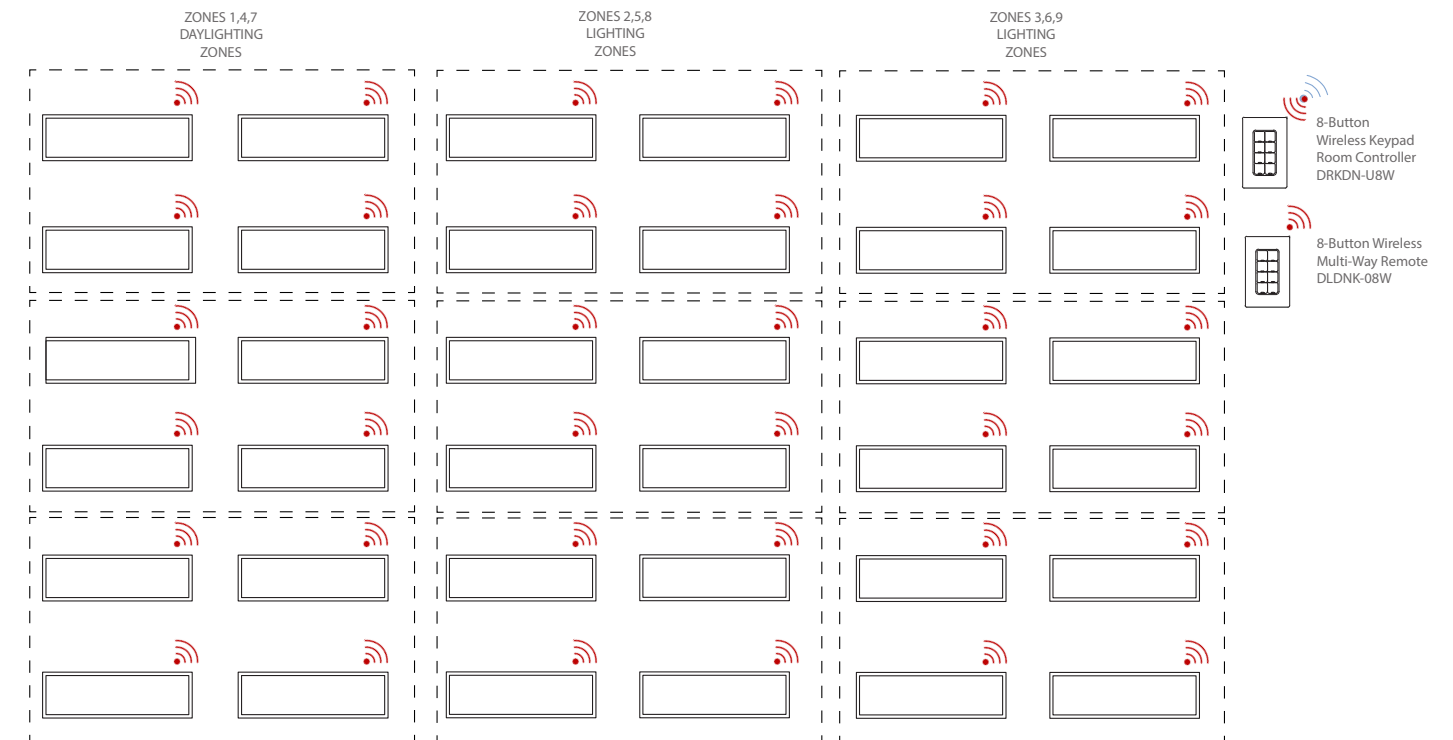 ZONES 1,4,7
DAYLIGHTING
ZONES
ZONES 2,5,8
LIGHTING
ZONES
ZONES 3,6,9
LIGHTING
ZONES
8-Button
Wireless Keypad
Room Controller
DRKDN-U8W
8-Button Wireless
Multi-Way Remote
DLDNK-08W